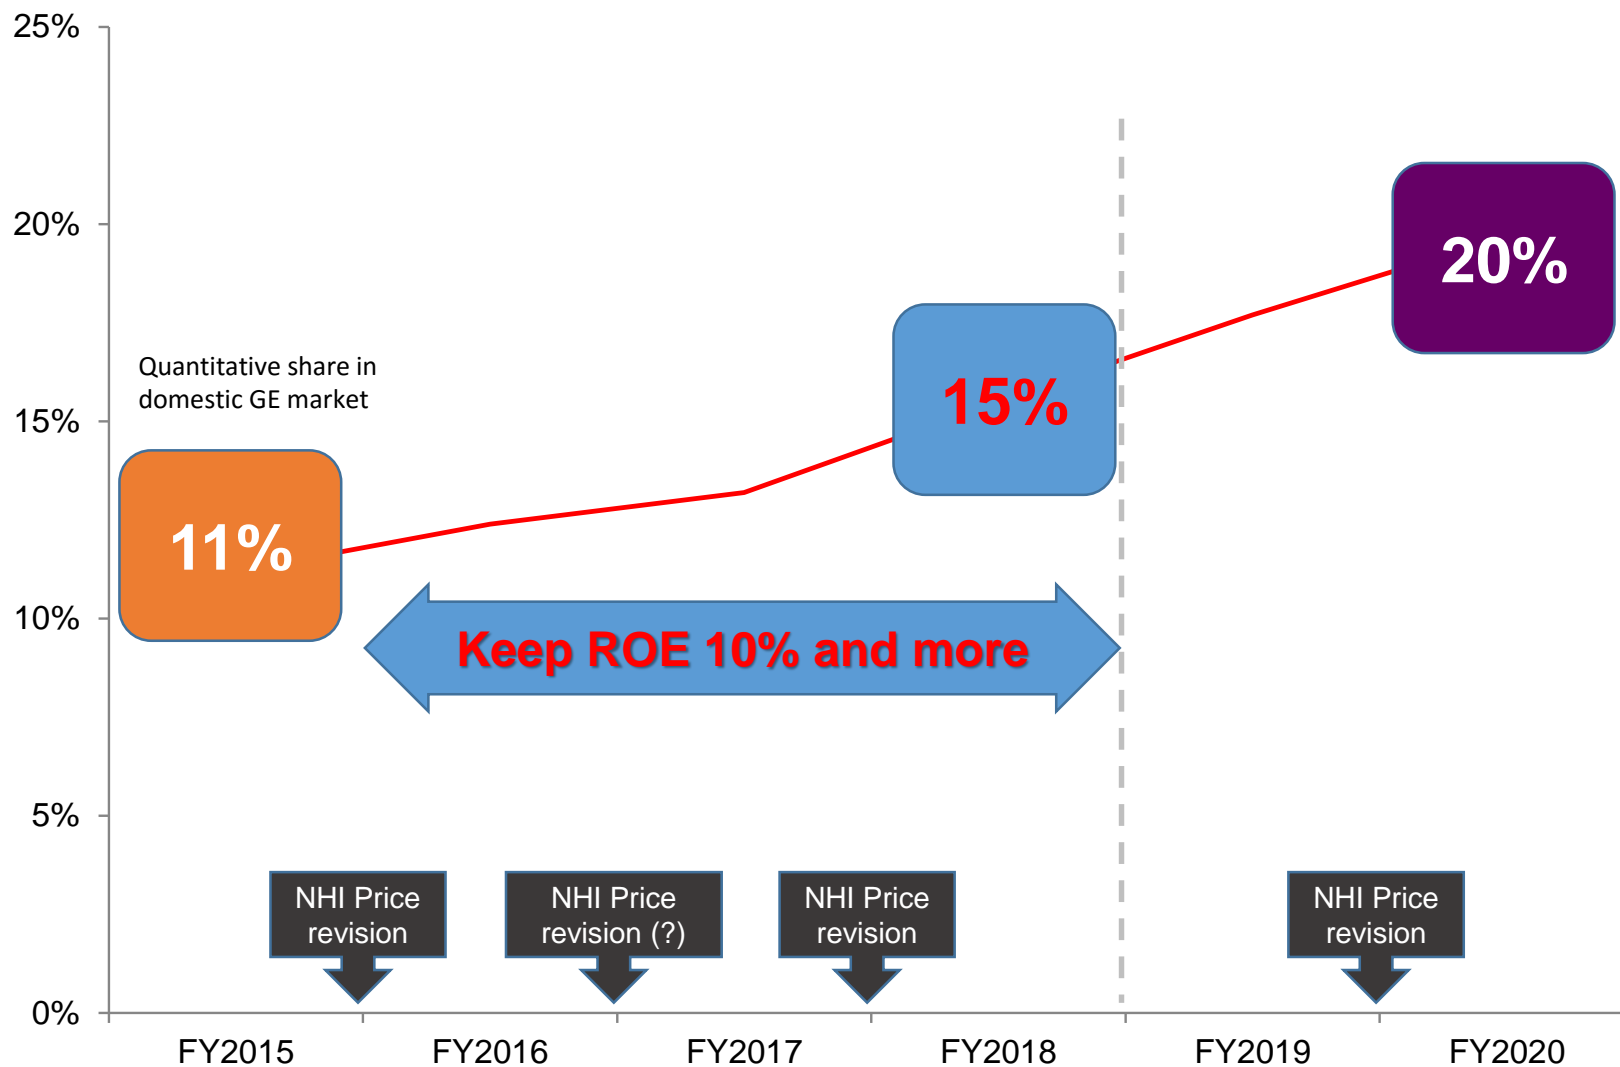 25%
20%
15%
10%
5%
0%
Quantitative share in
domestic GE market
11%
15%
20%
Keep ROE 10% and more
NHI Price
revision
NHI Price
revision (?)
NHI Price
revision
NHI Price
revision
FY2015
FY2016
FY2017
FY2018
FY2019
FY2020